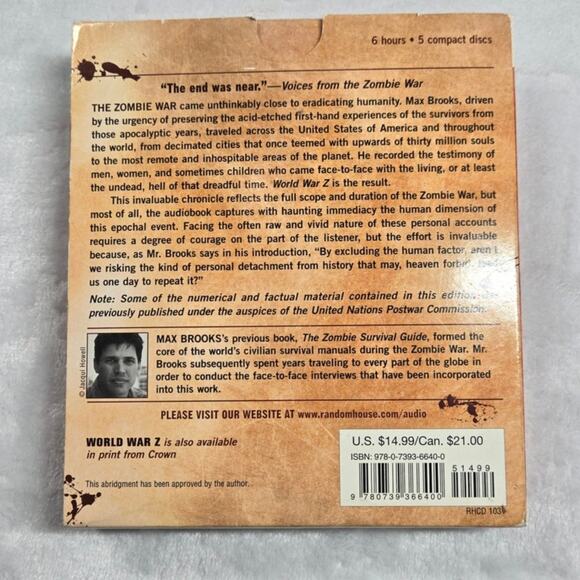 6 hours • 5 compact discs
“The end was near.”—Voices from the Zombie War
THE ZOMBIE WAR came unthinkably close to eradicating humanity. Max Brooks, driven
by the urgency of preserving the acid-etched first-hand experiences of the survivors from
those apocalyptic years, traveled across the United States of America and throughout
the world, from decimated cities that once teemed with upwards of thirty million souls
to the most remote and inhospitable areas of the planet. He recorded the testimony of
men, women, and sometimes children who came face-to-face with the living, or at least
the undead, hell of that dreadful time. World War Z is the result.
This invaluable chronicle reflects the full scope and duration of the Zombie War, but
most of all, the audiobook captures with haunting immediacy the human dimension of
this epochal event. Facing the often raw and vivid nature of these personal accounts
requires a degree of courage on the part of the listener, but the effort is invaluable
because, as Mr. Brooks says in his introduction, “By excluding the human factor, aren't
we risking the kind of personal detachment from history that may, heaven forbid, lead
us one day to repeat it?”
Note: Some of the numerical and factual material contained in this edition
previously published under the auspices of the United Nations Postwar Commission.
© Jacqui Howell
MAX BROOKS's previous book, The Zombie Survival Guide, formed the
core of the world's civilian survival manuals during the Zombie War. Mr.
Brooks subsequently spent years traveling to every part of the globe in
order to conduct the face-to-face interviews that have been incorporated
into this work.
PLEASE VISIT OUR WEBSITE AT www.randomhouse.com/audio
WORLD WAR Z is also available
in print from Crown
This abridgment has been approved by the author.
U.S. $14.99/Can. $21.00
ISBN: 978-0-7393-6640-0
51499
9 780739 366400
RHCD